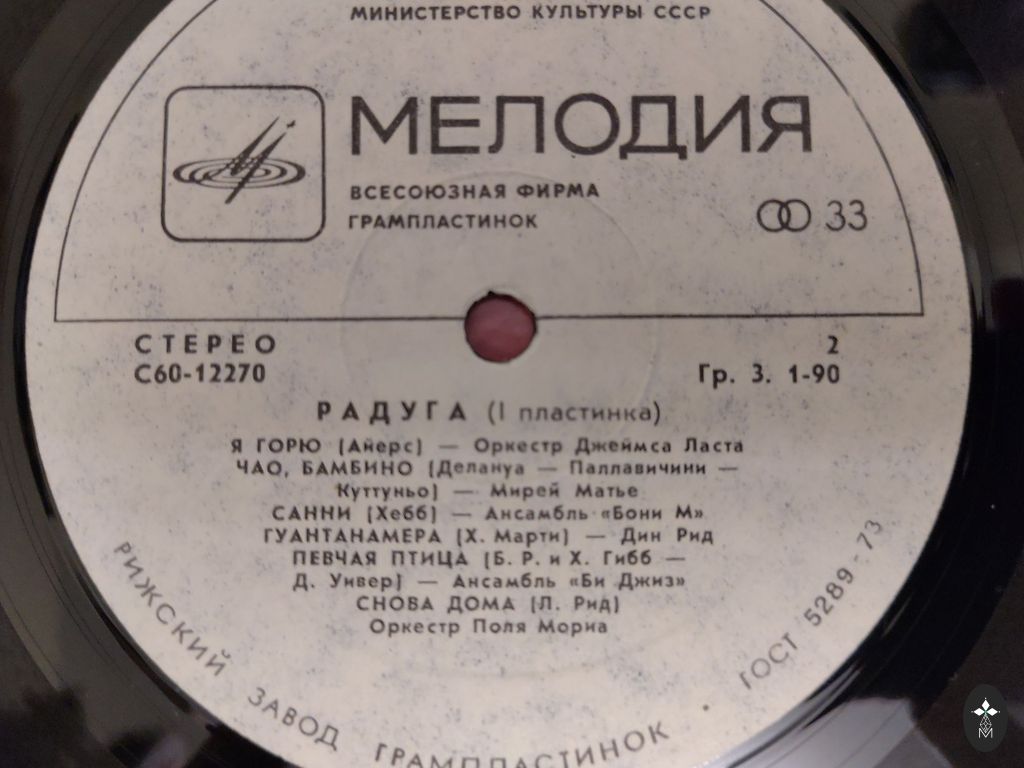 МИНИСТЕРСТВО КУЛЬТУРЫ СССР
МЕЛОДИЯ
ВСЕСОЮЗНАЯ ФИРМА
ГРАМПЛАСТИНОК
33
СТЕРЕО
2
С60-12270
Гр. 3. 1-90
РАДУГА (I пластинка)
Я ГОРЮ (Айерс) — Оркестр Джеймса Ласта
ЧАО, БАМБИНО (Делануа — Паллавичини —
Куттуньо) — Мирей Матье
САННИ (Хебб) — Ансамбль «Бони М»
ГУАНТАНАМЕРА (Х. Марти) — Дин Рид
ПЕВЧАЯ ПТИЦА (Б. Р. и Х. Гибб —
Д. Уивер) — Ансамбль «Би Джиз»
СНОВА ДОМА (Л. Рид)
Оркестр Поля Мориа
РИЖСКИЙ ЗАВОД ГРАМПЛАСТИНОК · ГОСТ 5289-73
М